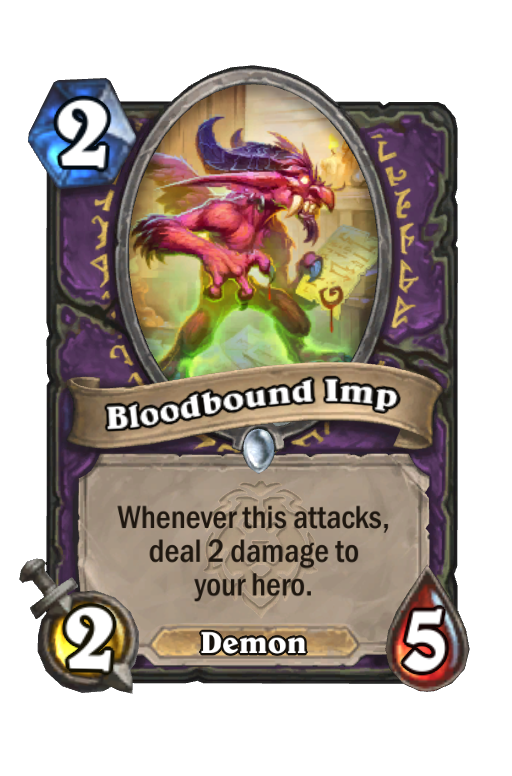 2
Bloodbound Imp
Whenever this attacks,
deal 2 damage to
your hero.
2
Demon
5